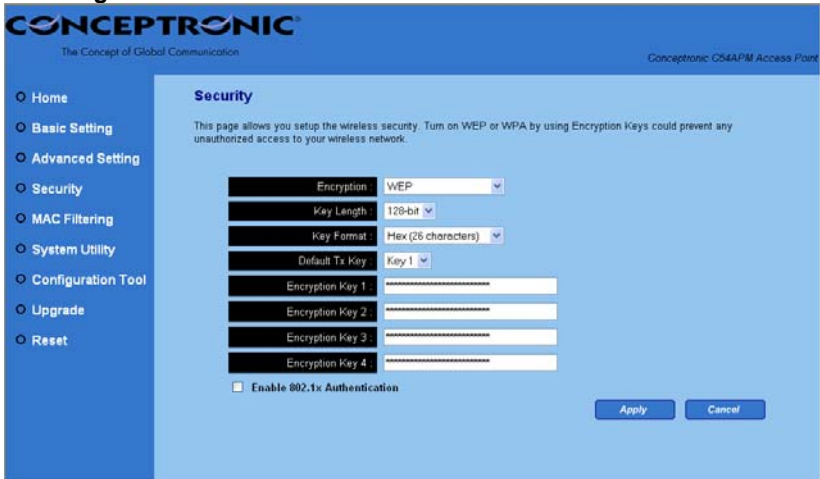 CONCEPTRONIC®
The Concept of Global Communication
Conceptronic C54APM Access Point
Home
Basic Setting
Advanced Setting
Security
MAC Filtering
System Utility
Configuration Tool
Upgrade
Reset
Security
This page allows you setup the wireless security. Turn on WEP or WPA by using Encryption Keys could prevent any
unauthorized access to your wireless network.
Encryption : WEP
Key Length : 128-bit
Key Format : Hex (26 characters)
Default Tx Key : Key 1
Encryption Key 1 : **************************
Encryption Key 2 : **************************
Encryption Key 3 : **************************
Encryption Key 4 : **************************
Enable 802.1x Authentication
Apply Cancel